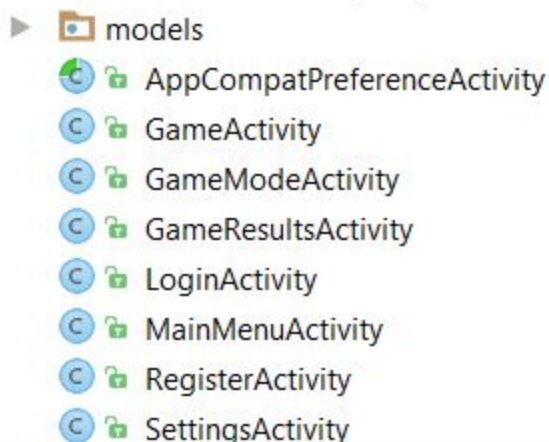 models
AppCompatPreferenceActivity
GameActivity
GameModeActivity
GameResultsActivity
LoginActivity
MainMenuActivity
RegisterActivity
SettingsActivity